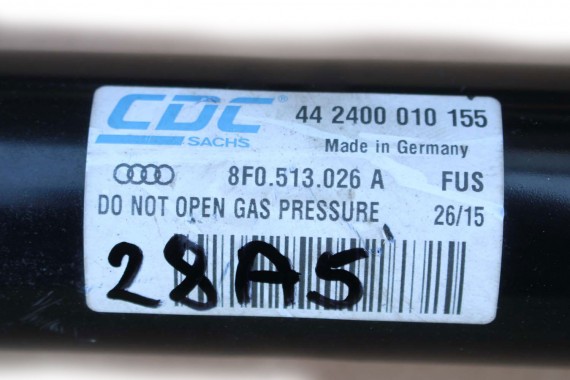 CDC® 44 2400 010 155
SACHS Made in Germany
8F0.513.026 A FUS
DO NOT OPEN GAS PRESSURE 26/15
28A5